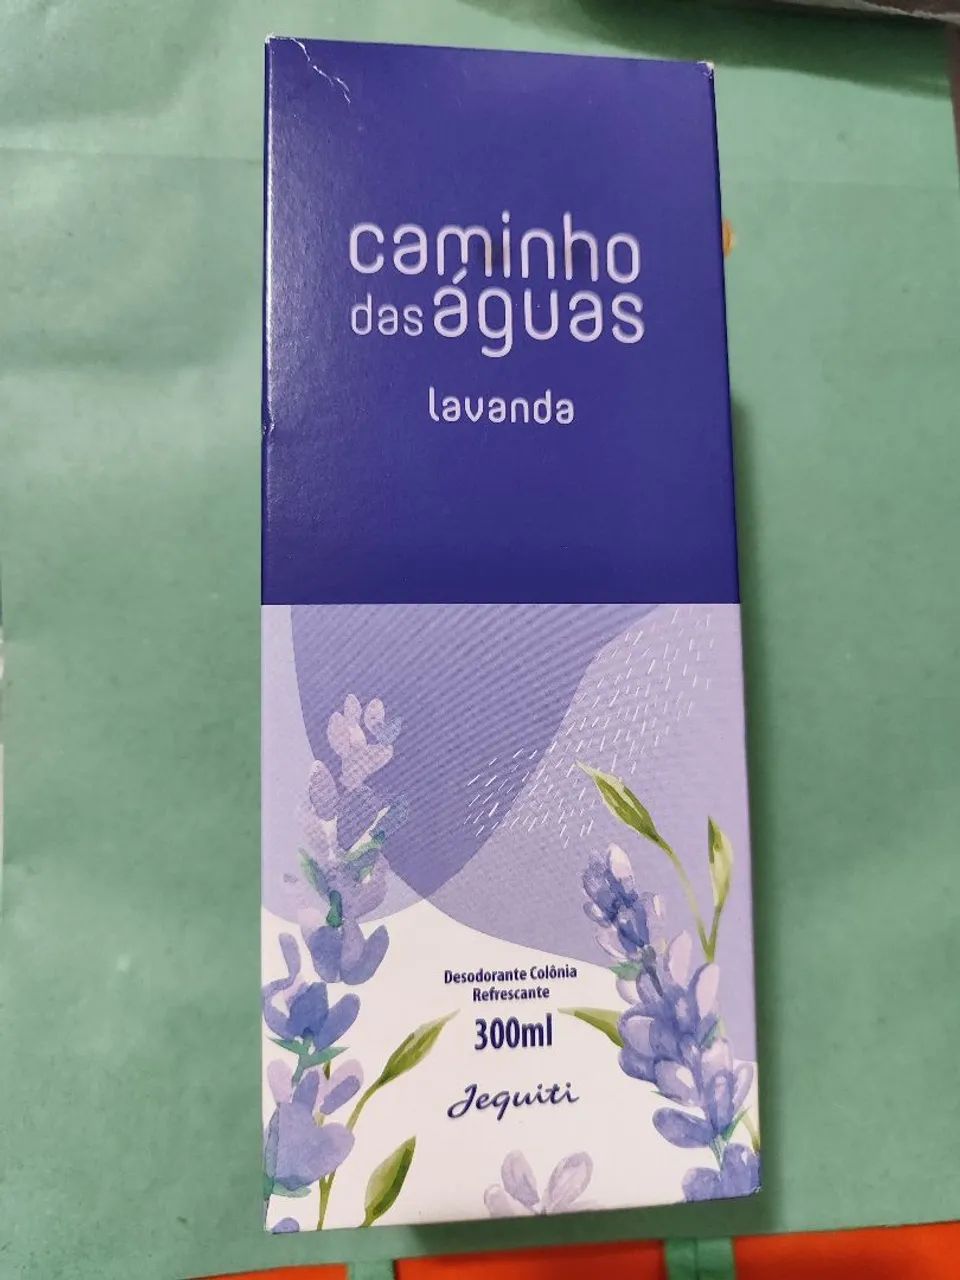 caminho
das águas
lavanda
Desodorante Colônia
Refrescante
300ml
Jequiti